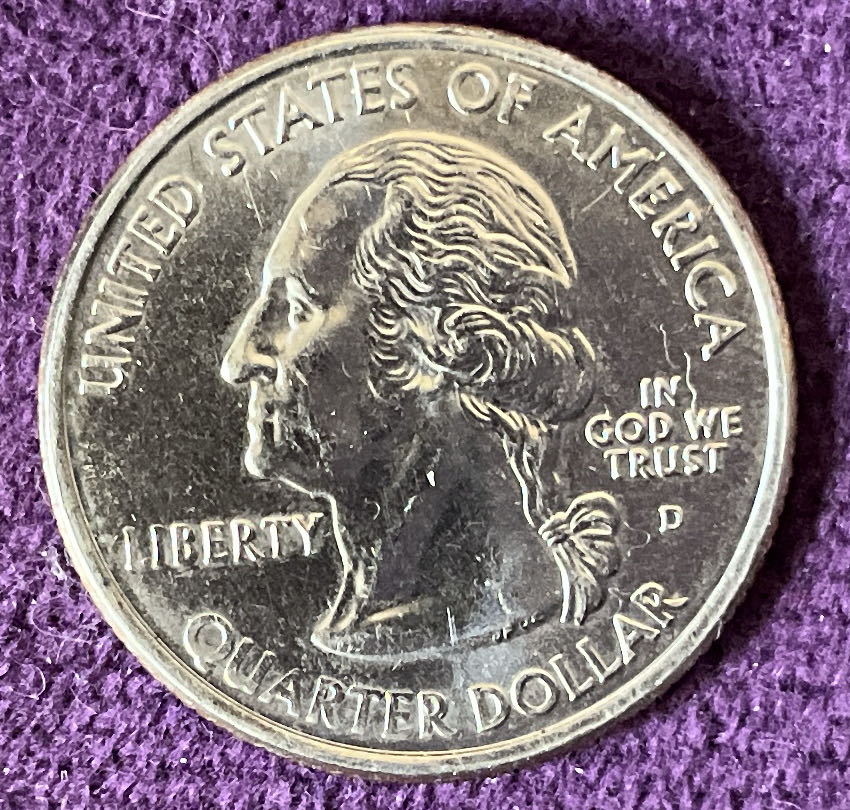 UNITED STATES OF AMERICA
IN
GOD WE
TRUST
D
LIBERTY
QUARTER DOLLAR